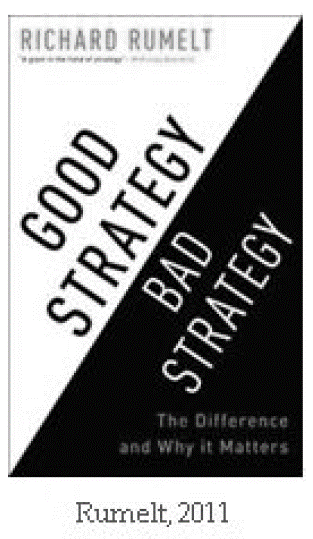 RICHARD RUMELT
"A giant in the field of strategy"
GOOD
STRATEGY
BAD
STRATEGY
The Difference
and Why it Matters
Rumelt, 2011